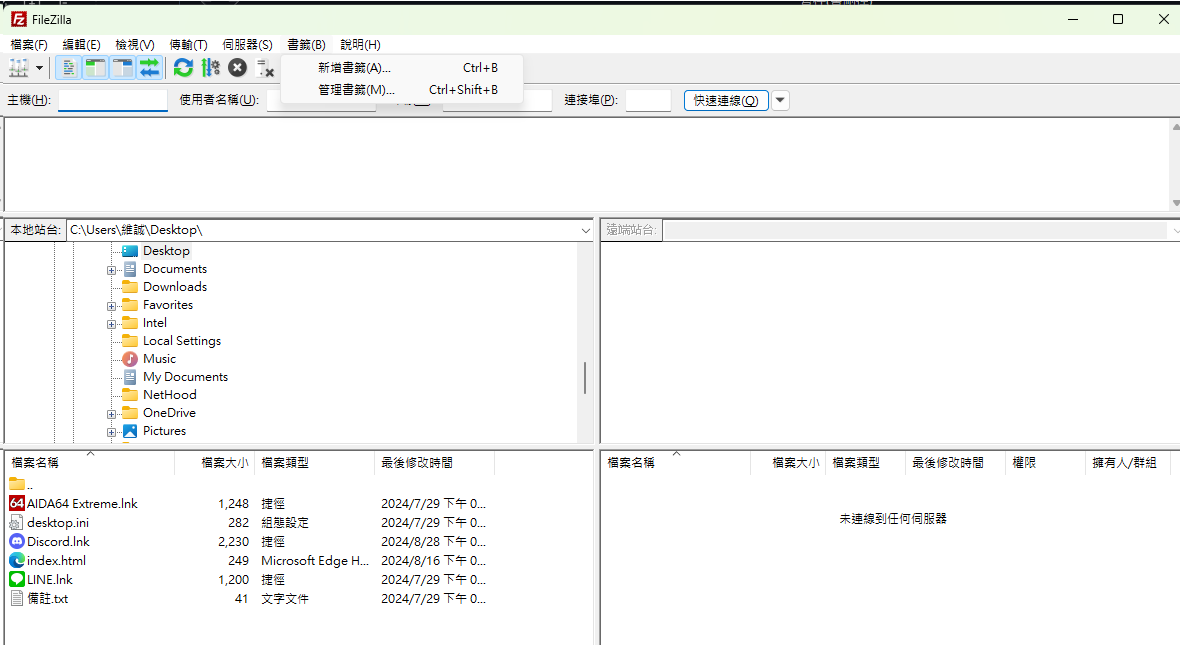 FileZilla
檔案(F) 編輯(E) 檢視(V) 傳輸(T) 伺服器(S) 書籤(B) 說明(H)
新增書籤(A)... Ctrl+B
管理書籤(M)... Ctrl+Shift+B
主機(H): 使用者名稱(U): 連接埠(P): 快速連線(Q)
本地站台: C:\Users\維誠\Desktop\
遠端站台:
Desktop
Documents
Downloads
Favorites
Intel
Local Settings
Music
My Documents
NetHood
OneDrive
Pictures
檔案名稱 檔案大小 檔案類型 最後修改時間
..
AIDA64 Extreme.lnk 1,248 捷徑 2024/7/29 下午 0...
desktop.ini 282 組態設定 2024/7/29 下午 0...
Discord.lnk 2,230 捷徑 2024/8/28 下午 0...
index.html 249 Microsoft Edge H... 2024/8/16 下午 0...
LINE.lnk 1,200 捷徑 2024/7/29 下午 0...
備註.txt 41 文字文件 2024/7/29 下午 0...
檔案名稱 檔案大小 檔案類型 最後修改時間 權限 擁有人/群組
未連線到任何伺服器